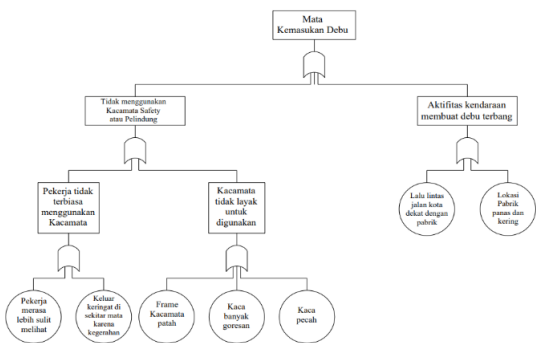 Mata
Kemasukan Debu
Tidak menggunakan
Kacamata Safety
atau Pelindung
Aktifitas kendaraan
membuat debu terbang
Pekerja tidak
terbiasa
menggunakan
Kacamata
Kacamata
tidak layak
untuk
digunakan
Lalu lintas
jalan kota
dekat dengan
pabrik
Lokasi
Pabrik
panas dan
kering
Pekerja
merasa
lebih sulit
melihat
Keluar
keringat di
sekitar mata
karena
kegerahan
Frame
Kacamata
patah
Kaca
banyak
goresan
Kaca
pecah